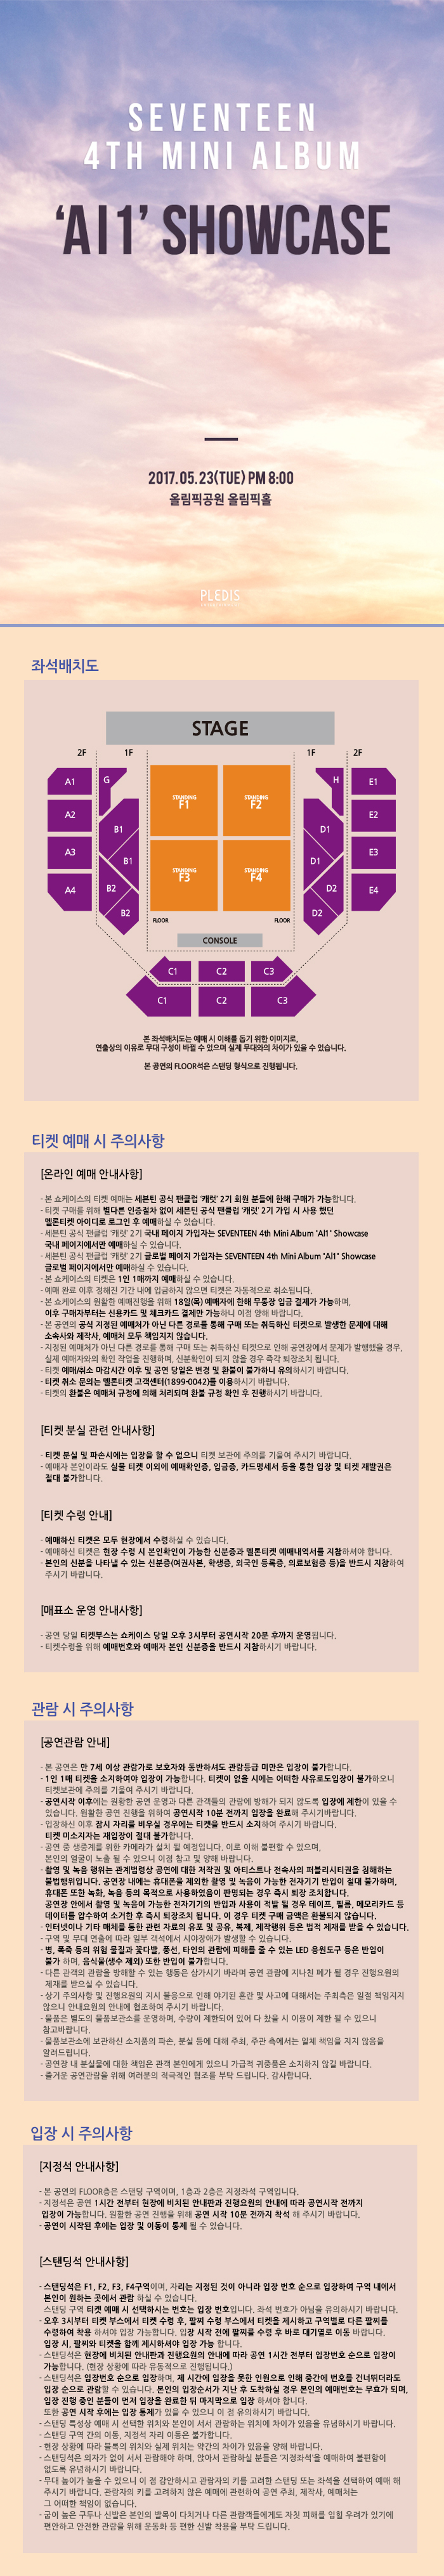 SEVENTEEN
4TH MINI ALBUM
‘Al1’ SHOWCASE
2017.05.23(TUE) PM 8:00
올림픽공원 올림픽홀
PLEDIS
좌석배치도
STAGE
2F 1F 1F 2F
A1 G STANDING F1 STANDING F2 H E1
A2 B1 D1 E2
A3 B1 D1 E3
A4 B2 STANDING F3 STANDING F4 D2 E4
B2 D2
FLOOR FLOOR
CONSOLE
C1 C2 C3
C1 C2 C3
본 좌석배치도는 예매 시 이해를 돕기 위한 이미지로,
연출상의 이유로 무대 구성이 바뀔 수 있으며 실제 무대와의 차이가 있을 수 있습니다.
본 공연의 FLOOR석은 스탠딩 형식으로 진행됩니다.
티켓 예매 시 주의사항
[온라인 예매 안내사항]
- 본 쇼케이스의 티켓 예매는 세븐틴 공식 팬클럽 ‘캐럿’ 2기 회원 분들에 한해 구매가 가능합니다.
- 티켓 구매를 위해 별다른 인증절차 없이 세븐틴 공식 팬클럽 ‘캐럿’ 2기 가입 시 사용 했던
멜론티켓 아이디로 로그인 후 예매하실 수 있습니다.
- 세븐틴 공식 팬클럽 ‘캐럿’ 2기 국내 페이지 가입자는 SEVENTEEN 4th Mini Album 'Al1' Showcase
국내 페이지에서만 예매하실 수 있습니다.
- 세븐틴 공식 팬클럽 ‘캐럿’ 2기 글로벌 페이지 가입자는 SEVENTEEN 4th Mini Album 'Al1' Showcase
글로벌 페이지에서만 예매하실 수 있습니다.
- 본 쇼케이스의 티켓은 1인 1매까지 예매하실 수 있습니다.
- 예매 완료 이후 정해진 기간 내에 입금하지 않으면 티켓은 자동적으로 취소됩니다.
- 본 쇼케이스의 원활한 예매진행을 위해 18일(목) 예매자에 한해 무통장 입금 결제가 가능하며,
이후 구매자부터는 신용카드 및 체크카드 결제만 가능하니 이점 양해 바랍니다.
- 본 공연의 공식 지정된 예매처가 아닌 다른 경로를 통해 구매 또는 취득하신 티켓으로 발생한 문제에 대해
소속사와 제작사, 예매처 모두 책임지지 않습니다.
- 지정된 예매처가 아닌 다른 경로를 통해 구매 또는 취득하신 티켓으로 인해 공연장에서 문제가 발행했을 경우,
실제 예매자와의 확인 작업을 진행하며, 신분확인이 되지 않을 경우 즉각 퇴장조치 됩니다.
- 티켓 예매/취소 마감시간 이후 및 공연 당일은 변경 및 환불이 불가하니 유의하시기 바랍니다.
- 티켓 취소 문의는 멜론티켓 고객센터(1899-0042)를 이용하시기 바랍니다.
- 티켓의 환불은 예매처 규정에 의해 처리되며 환불 규정 확인 후 진행하시기 바랍니다.
[티켓 분실 관련 안내사항]
- 티켓 분실 및 파손시에는 입장을 할 수 없으니 티켓 보관에 주의를 기울여 주시기 바랍니다.
- 예매자 본인이라도 실물 티켓 이외에 예매확인증, 입금증, 카드명세서 등을 통한 입장 및 티켓 재발권은
절대 불가합니다.
[티켓 수령 안내]
- 예매하신 티켓은 모두 현장에서 수령하실 수 있습니다.
- 예매하신 티켓은 현장 수령 시 본인확인이 가능한 신분증과 멜론티켓 예매내역서를 지참하셔야 합니다.
- 본인의 신분을 나타낼 수 있는 신분증(여권사본, 학생증, 외국인 등록증, 의료보험증 등)을 반드시 지참하여
주시기 바랍니다.
[매표소 운영 안내사항]
- 공연 당일 티켓부스는 쇼케이스 당일 오후 3시부터 공연시작 20분 후까지 운영됩니다.
- 티켓수령을 위해 예매번호와 예매자 본인 신분증을 반드시 지참하시기 바랍니다.
관람 시 주의사항
[공연관람 안내]
- 본 공연은 만 7세 이상 관람가로 보호자와 동반하셔도 관람등급 미만은 입장이 불가합니다.
- 1인 1매 티켓을 소지하여야 입장이 가능합니다. 티켓이 없을 시에는 어떠한 사유로도입장이 불가하오니
티켓보관에 주의를 기울여 주시기 바랍니다.
- 공연시작 이후에는 원활한 공연 운영과 다른 관객들의 관람에 방해가 되지 않도록 입장에 제한이 있을 수
있습니다. 원활한 공연 진행을 위하여 공연시작 10분 전까지 입장을 완료해 주시기바랍니다.
- 입장하신 이후 잠시 자리를 비우실 경우에는 티켓을 반드시 소지하여 주시기 바랍니다.
티켓 미소지자는 재입장이 절대 불가합니다.
- 공연 중 생중계를 위한 카메라가 설치 될 예정입니다. 이로 이해 불편할 수 있으며,
본인의 얼굴이 노출 될 수 있으니 이점 참고 및 양해 바랍니다.
- 촬영 및 녹음 행위는 관계법령상 공연에 대한 저작권 및 아티스트나 전속사의 퍼블리시티권을 침해하는
불법행위입니다. 공연장 내에는 휴대폰을 제외한 촬영 및 녹음이 가능한 전자기기 반입이 절대 불가하며,
휴대폰 또한 녹화, 녹음 등의 목적으로 사용하였음이 판명되는 경우 즉시 퇴장 조치합니다.
공연장 안에서 촬영 및 녹음이 가능한 전자기기의 반입과 사용이 적발 될 경우 테이프, 필름, 메모리카드 등
데이터를 압수하여 소거한 후 즉시 퇴장조치 됩니다. 이 경우 티켓 구매 금액은 환불되지 않습니다.
- 인터넷이나 기타 매체를 통한 관련 자료의 유포 및 공유, 복제, 제작행위 등은 법적 제재를 받을 수 있습니다.
- 구역 및 무대 연출에 따라 일부 객석에서 시야장애가 발생할 수 있습니다.
- 병, 폭죽 등의 위험 물질과 꽃다발, 풍선, 타인의 관람에 피해를 줄 수 있는 LED 응원도구 등은 반입이
불가 하며, 음식물(생수 제외) 또한 반입이 불가합니다.
- 다른 관객의 관람을 방해할 수 있는 행동은 삼가시기 바라며 공연 관람에 지나친 폐가 될 경우 진행요원의
제재를 받으실 수 있습니다.
- 상기 주의사항 및 진행요원의 지시 불응으로 인해 야기된 혼란 및 사고에 대해서는 주최측은 일절 책임지지
않으니 안내요원의 안내에 협조하여 주시기 바랍니다.
- 물품은 별도의 물품보관소를 운영하며, 수량이 제한되어 있어 다 찼을 시 이용이 제한 될 수 있으니
참고바랍니다.
- 물품보관소에 보관하신 소지품의 파손, 분실 등에 대해 주최, 주관 측에서는 일체 책임을 지지 않음을
알려드립니다.
- 공연장 내 분실물에 대한 책임은 관객 본인에게 있으니 가급적 귀중품은 소지하지 않길 바랍니다.
- 즐거운 공연관람을 위해 여러분의 적극적인 협조를 부탁 드립니다. 감사합니다.
입장 시 주의사항
[지정석 안내사항]
- 본 공연의 FLOOR층은 스탠딩 구역이며, 1층과 2층은 지정좌석 구역입니다.
- 지정석은 공연 1시간 전부터 현장에 비치된 안내판과 진행요원의 안내에 따라 공연시작 전까지
입장이 가능합니다. 원활한 공연 진행을 위해 공연 시작 10분 전까지 착석 해 주시기 바랍니다.
- 공연이 시작된 후에는 입장 및 이동이 통제 될 수 있습니다.
[스탠딩석 안내사항]
- 스탠딩석은 F1, F2, F3, F4구역이며, 자리는 지정된 것이 아니라 입장 번호 순으로 입장하여 구역 내에서
본인이 원하는 곳에서 관람 하실 수 있습니다.
스탠딩 구역 티켓 예매 시 선택하시는 번호는 입장 번호입니다. 좌석 번호가 아님을 유의하시기 바랍니다.
- 오후 3시부터 티켓 부스에서 티켓 수령 후, 팔찌 수령 부스에서 티켓을 제시하고 구역별로 다른 팔찌를
수령하여 착용 하셔야 입장 가능합니다. 입장 시작 전에 팔찌를 수령 후 바로 대기열로 이동 바랍니다.
입장 시, 팔찌와 티켓을 함께 제시하셔야 입장 가능 합니다.
- 스탠딩석은 현장에 비치된 안내판과 진행요원의 안내에 따라 공연 1시간 전부터 입장번호 순으로 입장이
가능합니다. (현장 상황에 따라 유동적으로 진행됩니다.)
- 스탠딩석은 입장번호 순으로 입장하며, 제 시간에 입장을 못한 인원으로 인해 중간에 번호를 건너뛰더라도
입장 순으로 관람할 수 있습니다. 본인의 입장순서가 지난 후 도착하실 경우 본인의 예매번호는 무효가 되며,
입장 진행 중인 분들이 먼저 입장을 완료한 뒤 마지막으로 입장 하셔야 합니다.
또한 공연 시작 후에는 입장 통제가 있을 수 있으니 이 점 유의하시기 바랍니다.
- 스탠딩 특성상 예매 시 선택한 위치와 본인이 서서 관람하는 위치에 차이가 있음을 유념하시기 바랍니다.
- 스탠딩 구역 간의 이동, 지정석 자리 이동은 불가합니다.
- 현장 상황에 따라 블록의 위치와 실제 위치는 약간의 차이가 있음을 양해 바랍니다.
- 스탠딩석은 의자가 없이 서서 관람해야 하며, 앉아서 관람하실 분들은 ‘지정좌석’을 예매하여 불편함이
없도록 유념하시기 바랍니다.
- 무대 높이가 높을 수 있으니 이 점 감안하시고 관람자의 키를 고려한 스탠딩 또는 좌석을 선택하여 예매 해
주시기 바랍니다. 관람자의 키를 고려하지 않은 예매에 관련하여 공연 주최, 제작사, 예매처는
그 어떠한 책임이 없습니다.
- 굽이 높은 구두나 신발은 본인의 발목이 다치거나 다른 관람객들에게도 자칫 피해를 입힐 우려가 있기에
편안하고 안전한 관람을 위해 운동화 등 편한 신발 착용을 부탁 드립니다.